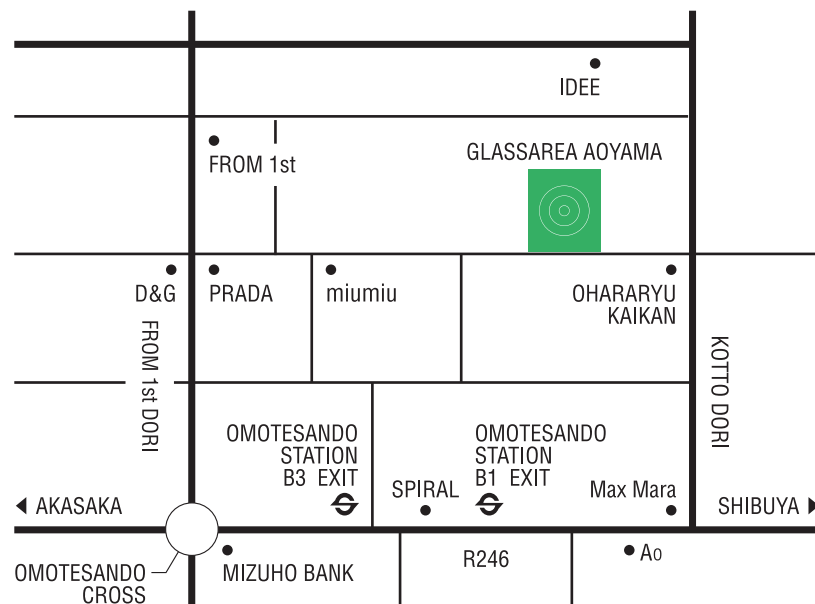 IDEE
FROM 1st
GLASSAREA AOYAMA
D&G
PRADA
miumiu
OHARARYU
KAIKAN
FROM 1st DORI
KOTTO DORI
OMOTESANDO
STATION
B3 EXIT
OMOTESANDO
STATION
B1 EXIT
SPIRAL
Max Mara
AKASAKA
SHIBUYA
OMOTESANDO
CROSS
MIZUHO BANK
R246
Ao